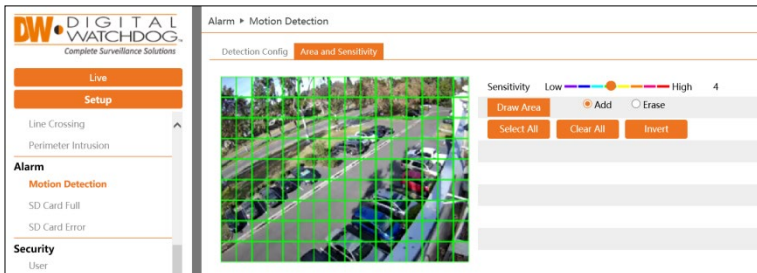 DW DIGITAL
WATCHDOG
Complete Surveillance Solutions
Live
Setup
Line Crossing
Perimeter Intrusion
Alarm
Motion Detection
SD Card Full
SD Card Error
Security
User
Alarm ▸ Motion Detection
Detection Config Area and Sensitivity
Sensitivity Low High 4
Draw Area Add Erase
Select All Clear All Invert